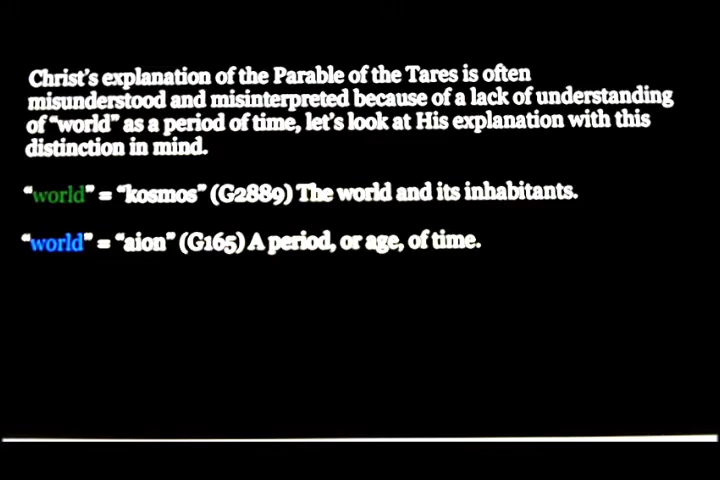 Christ's explanation of the Parable of the Tares is often
misunderstood and misinterpreted because of a lack of understanding
of "world" as a period of time, let's look at His explanation with this
distinction in mind.
"world" = "kosmos" (G2889) The world and its inhabitants.
"world" = "aion" (G165) A period, or age, of time.